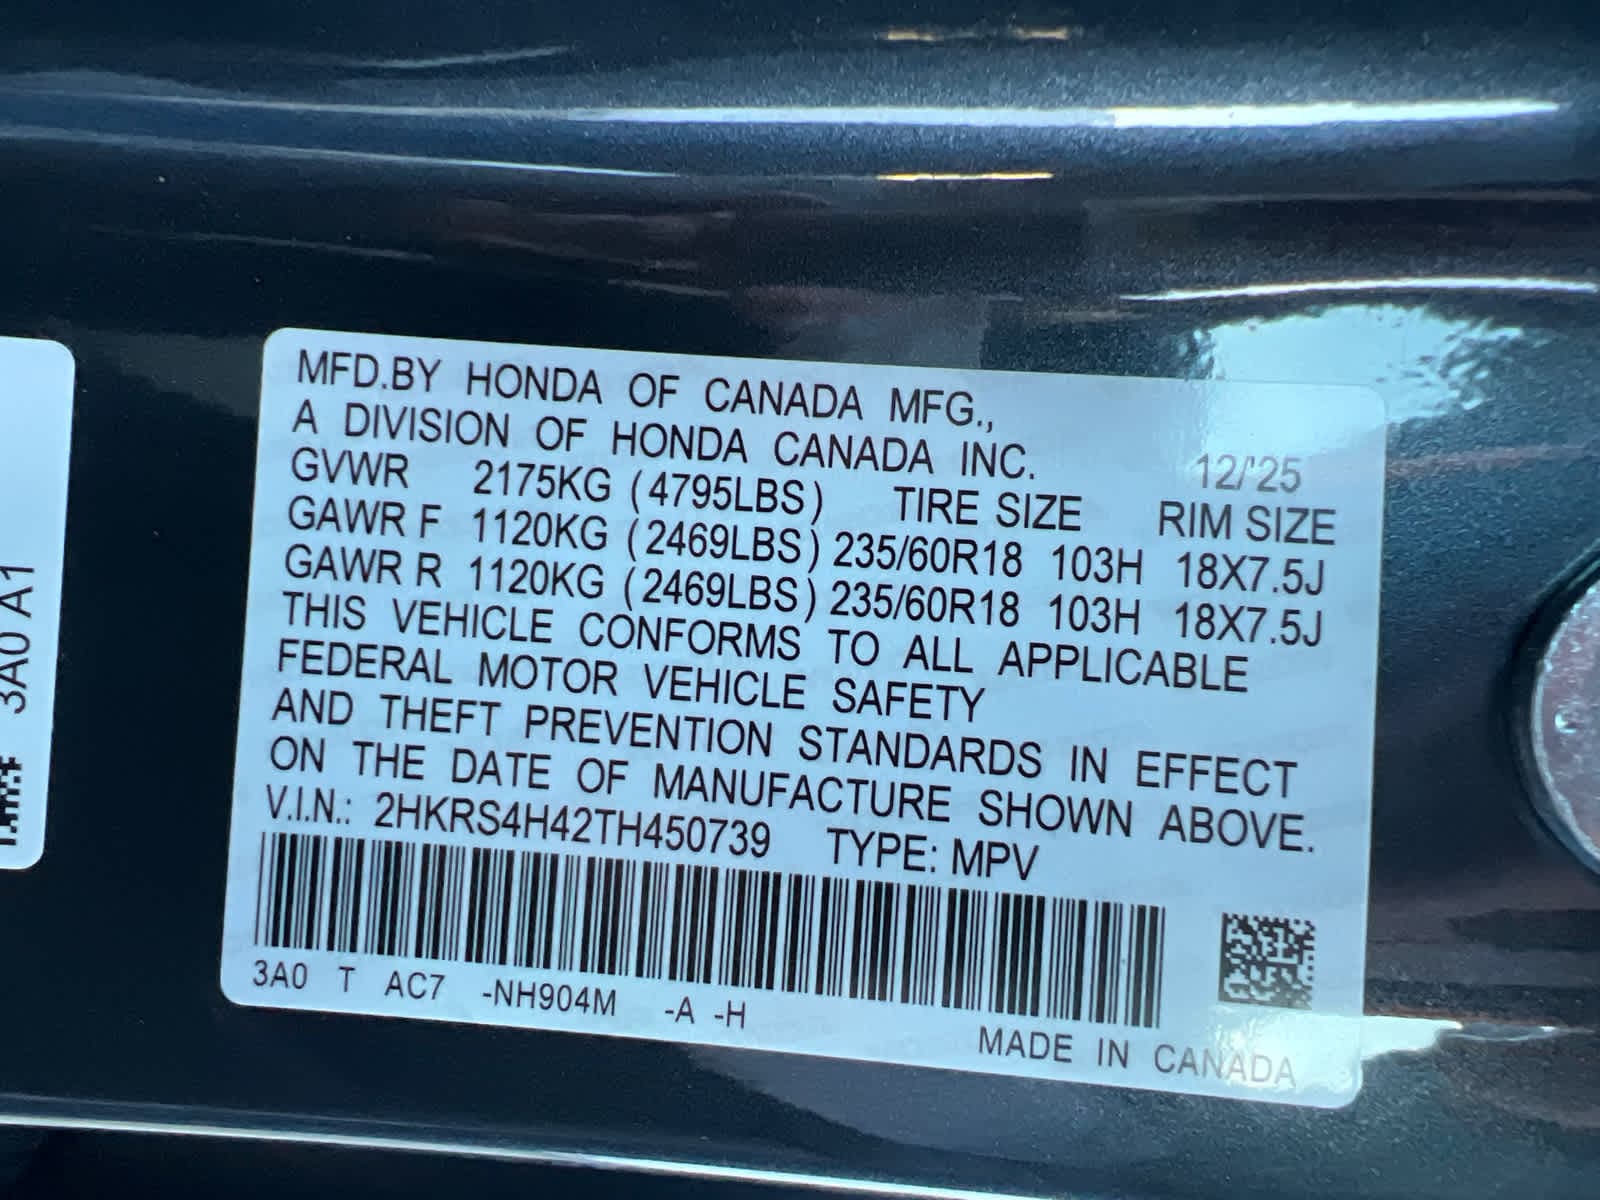 MFD.BY HONDA OF CANADA MFG.,
A DIVISION OF HONDA CANADA INC.
12/'25
GVWR 2175KG (4795LBS) TIRE SIZE RIM SIZE
GAWR F 1120KG (2469LBS) 235/60R18 103H 18X7.5J
GAWR R 1120KG (2469LBS) 235/60R18 103H 18X7.5J
THIS VEHICLE CONFORMS TO ALL APPLICABLE
FEDERAL MOTOR VEHICLE SAFETY
AND THEFT PREVENTION STANDARDS IN EFFECT
ON THE DATE OF MANUFACTURE SHOWN ABOVE.
V.I.N.: 2HKRS4H42TH450739 TYPE: MPV
3A0 T AC7 -NH904M -A -H
MADE IN CANADA
3A0 A1